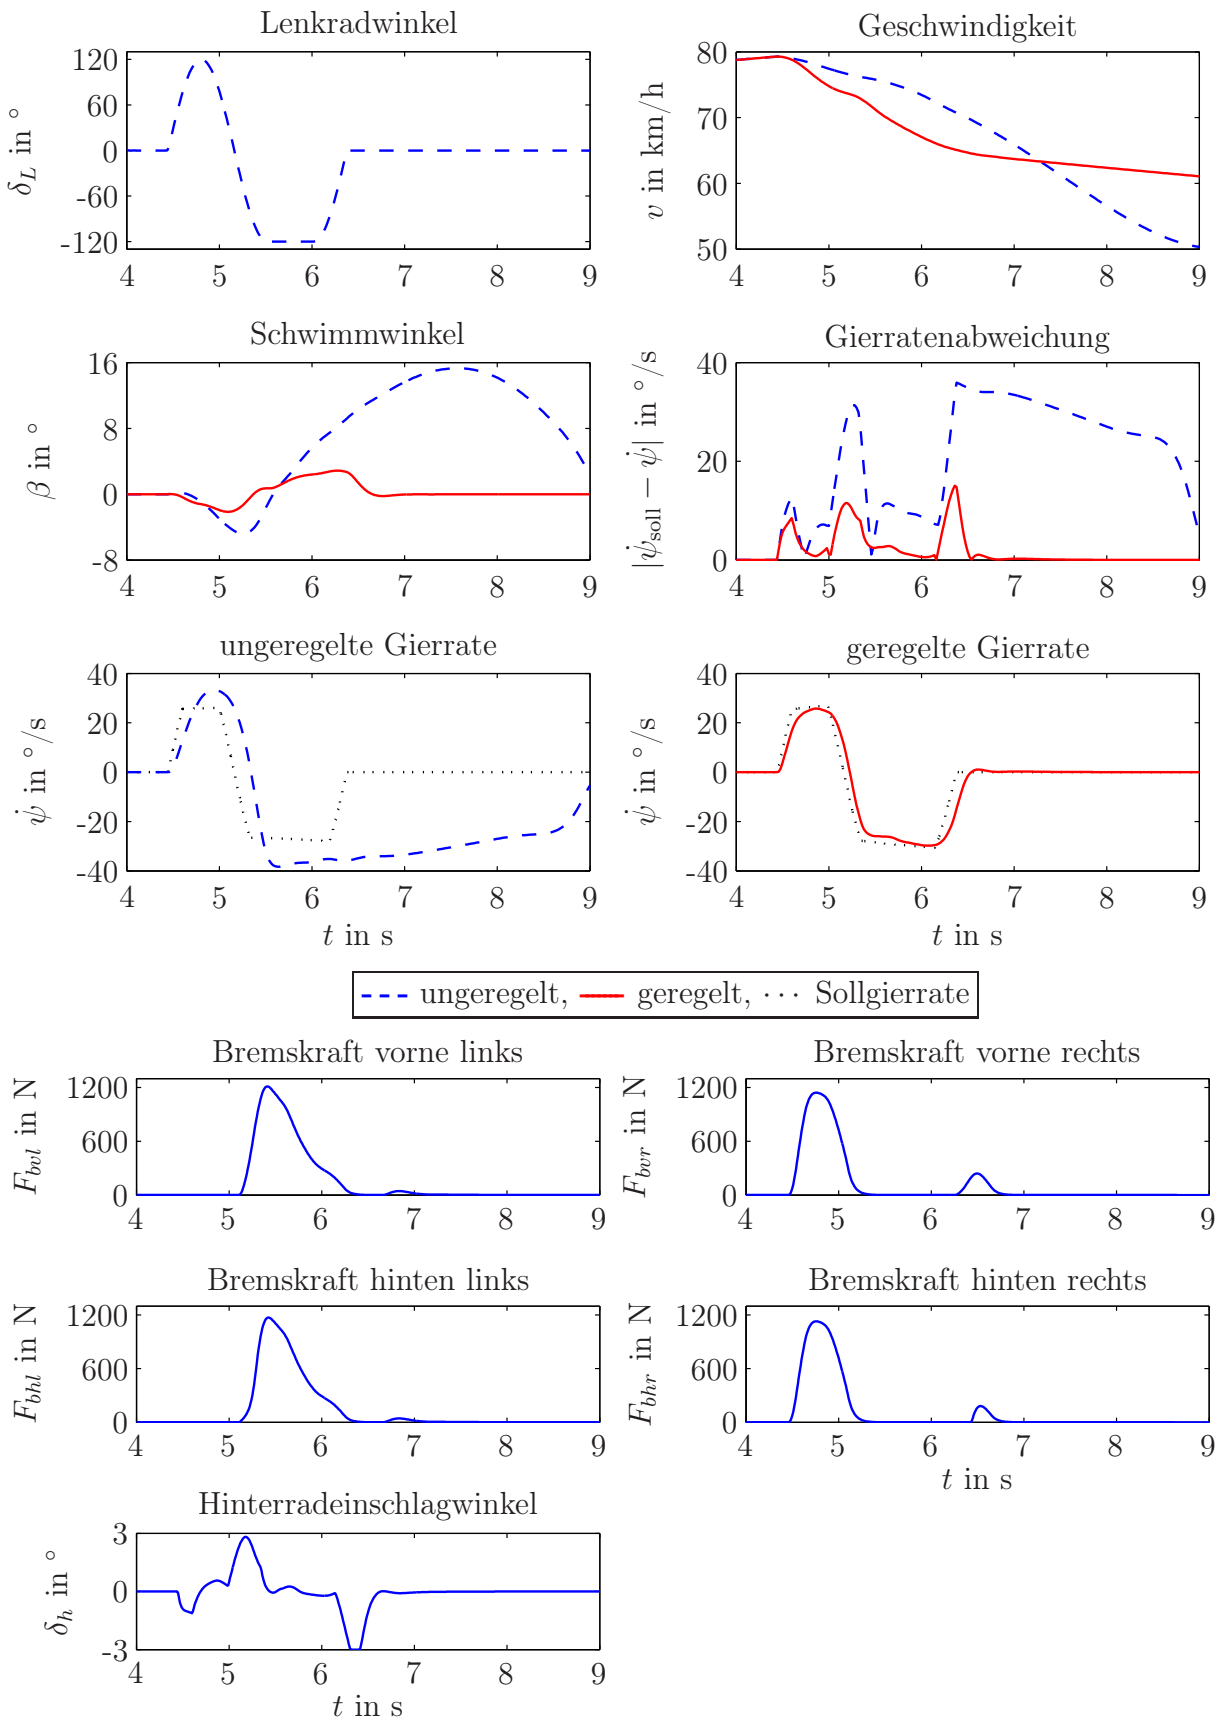 Lenkradwinkel
δ_L in °
120
60
0
-60
-120
4 5 6 7 8 9
Geschwindigkeit
v in km/h
80
70
60
50
4 5 6 7 8 9
Schwimmwinkel
β in °
16
8
0
-8
4 5 6 7 8 9
Gierratenabweichung
|ψ̇_soll − ψ̇| in °/s
40
20
0
4 5 6 7 8 9
ungeregelte Gierrate
ψ̇ in °/s
40
20
0
-20
-40
4 5 6 7 8 9
t in s
geregelte Gierrate
ψ̇ in °/s
40
20
0
-20
-40
4 5 6 7 8 9
t in s
ungeregelt, geregelt, ··· Sollgierrate
Bremskraft vorne links
F_bvl in N
1200
600
0
4 5 6 7 8 9
Bremskraft vorne rechts
F_bvr in N
1200
600
0
4 5 6 7 8 9
Bremskraft hinten links
F_bhl in N
1200
600
0
4 5 6 7 8 9
Bremskraft hinten rechts
F_bhr in N
1200
600
0
4 5 6 7 8 9
t in s
Hinterradeinschlagwinkel
δ_h in °
3
0
-3
4 5 6 7 8 9
t in s